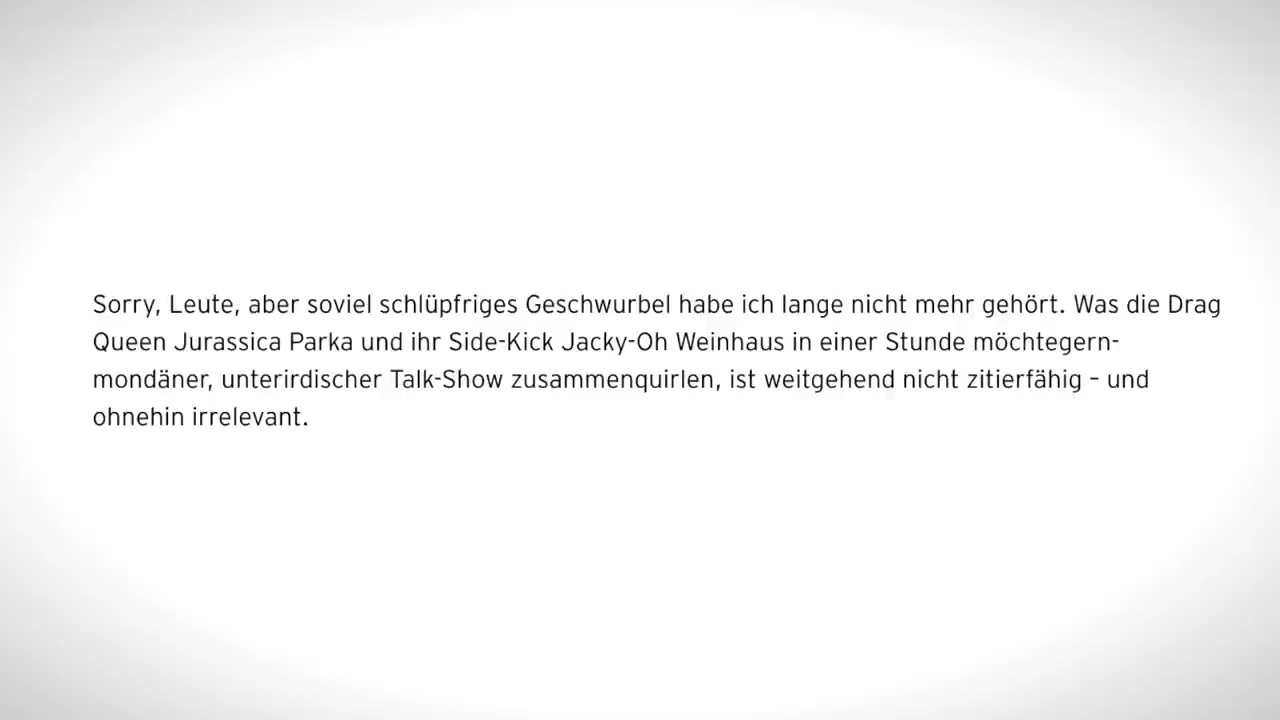 Sorry, Leute, aber soviel schlüpfriges Geschwurbel habe ich lange nicht mehr gehört. Was die Drag
Queen Jurassica Parka und ihr Side-Kick Jacky-Oh Weinhaus in einer Stunde möchtegern-
mondäner, unterirdischer Talk-Show zusammenquirlen, ist weitgehend nicht zitierfähig – und
ohnehin irrelevant.